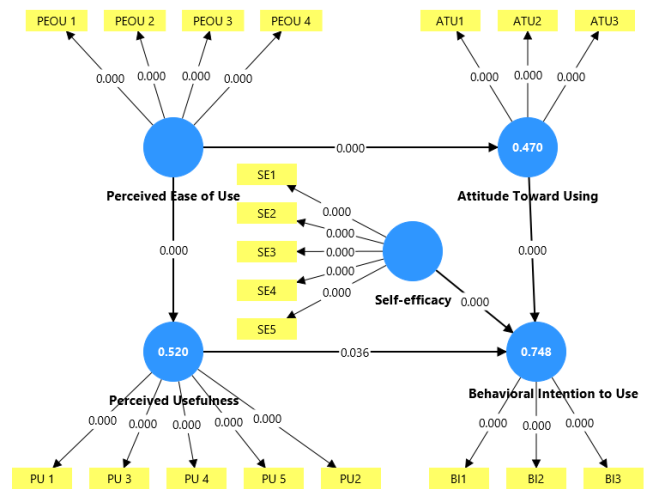 PEOU 1 PEOU 2 PEOU 3 PEOU 4 ATU1 ATU2 ATU3
0.000 0.000 0.000 0.000 0.000 0.000 0.000
0.000 0.470
SE1
Perceived Ease of Use Attitude Toward Using
SE2 0.000
0.000
0.000 SE3 0.000 0.000
0.000
SE4 0.000
Self-efficacy 0.000
SE5
0.520 0.036 0.748
Perceived Usefulness Behavioral Intention to Use
0.000 0.000 0.000 0.000 0.000 0.000 0.000 0.000
PU 1 PU 3 PU 4 PU 5 PU2 BI1 BI2 BI3